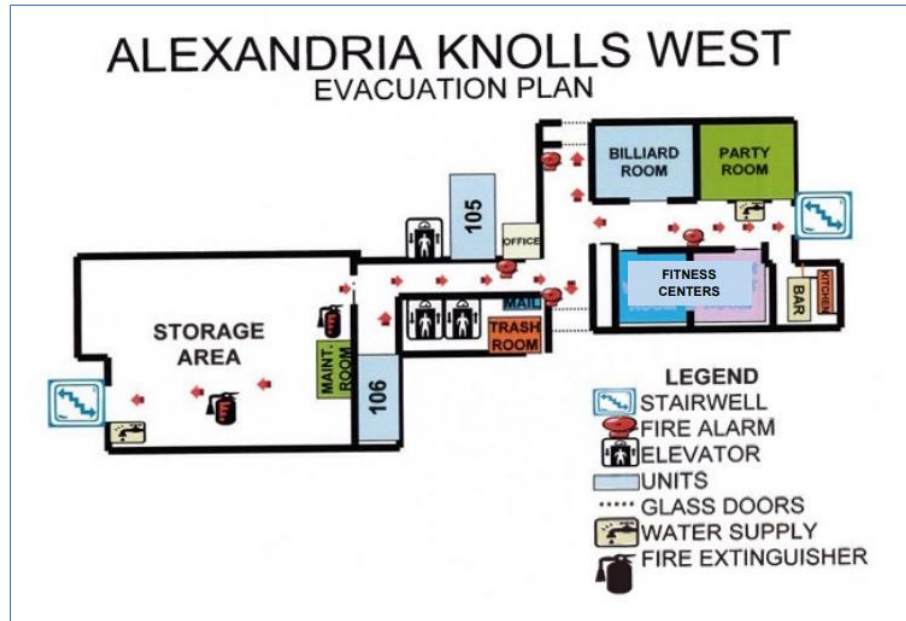 ALEXANDRIA KNOLLS WEST
EVACUATION PLAN
BILLIARD
ROOM
PARTY
ROOM
105
OFFICE
FITNESS
CENTERS
BAR
KITCHEN
MAIL
TRASH
ROOM
STORAGE
AREA
MAINT.
ROOM
106
LEGEND
STAIRWELL
FIRE ALARM
ELEVATOR
UNITS
GLASS DOORS
WATER SUPPLY
FIRE EXTINGUISHER